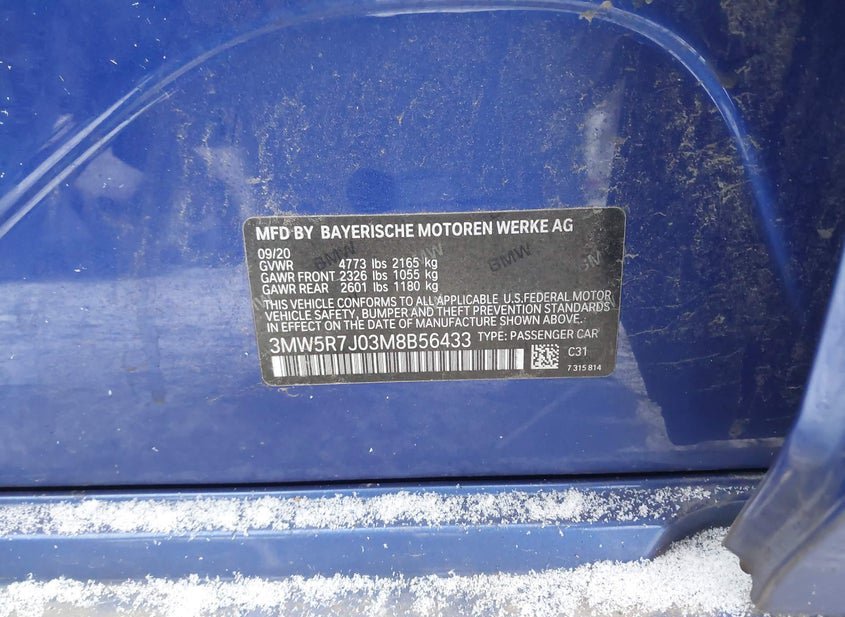 MFD BY BAYERISCHE MOTOREN WERKE AG
09/20
GVWR 4773 lbs 2165 kg
GAWR FRONT 2326 lbs 1055 kg
GAWR REAR 2601 lbs 1180 kg
THIS VEHICLE CONFORMS TO ALL APPLICABLE U.S.FEDERAL MOTOR
VEHICLE SAFETY, BUMPER AND THEFT PREVENTION STANDARDS
IN EFFECT ON THE DATE OF MANUFACTURE SHOWN ABOVE.
3MW5R7J03M8B56433 TYPE: PASSENGER CAR
C31
7 315 814
BMW
BMW